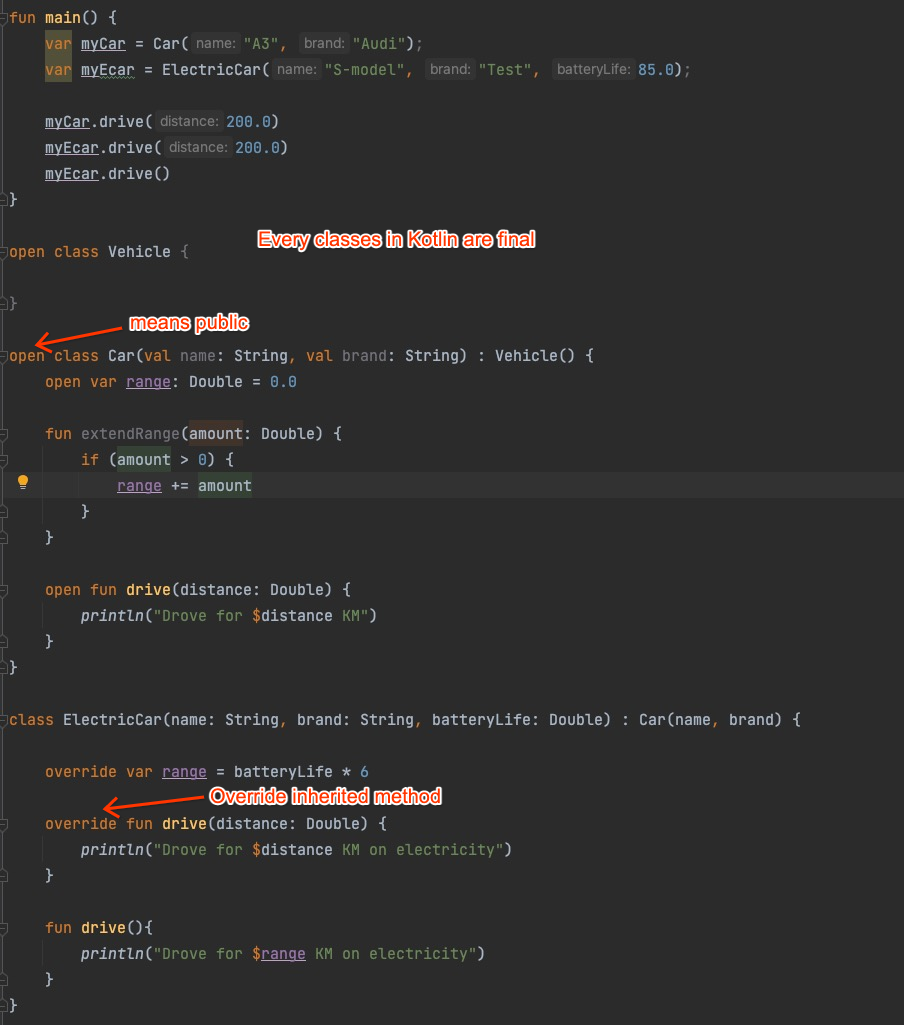 fun main() {
var myCar = Car( name: "A3", brand: "Audi");
var myEcar = ElectricCar( name: "S-model", brand: "Test", batteryLife: 85.0);
myCar.drive( distance: 200.0)
myEcar.drive( distance: 200.0)
myEcar.drive()
}
Every classes in Kotlin are final
open class Vehicle {
}
means public
open class Car(val name: String, val brand: String) : Vehicle() {
open var range: Double = 0.0
fun extendRange(amount: Double) {
if (amount > 0) {
range += amount
}
}
open fun drive(distance: Double) {
println("Drove for $distance KM")
}
}
class ElectricCar(name: String, brand: String, batteryLife: Double) : Car(name, brand) {
override var range = batteryLife * 6
Override inherited method
override fun drive(distance: Double) {
println("Drove for $distance KM on electricity")
}
fun drive(){
println("Drove for $range KM on electricity")
}
}